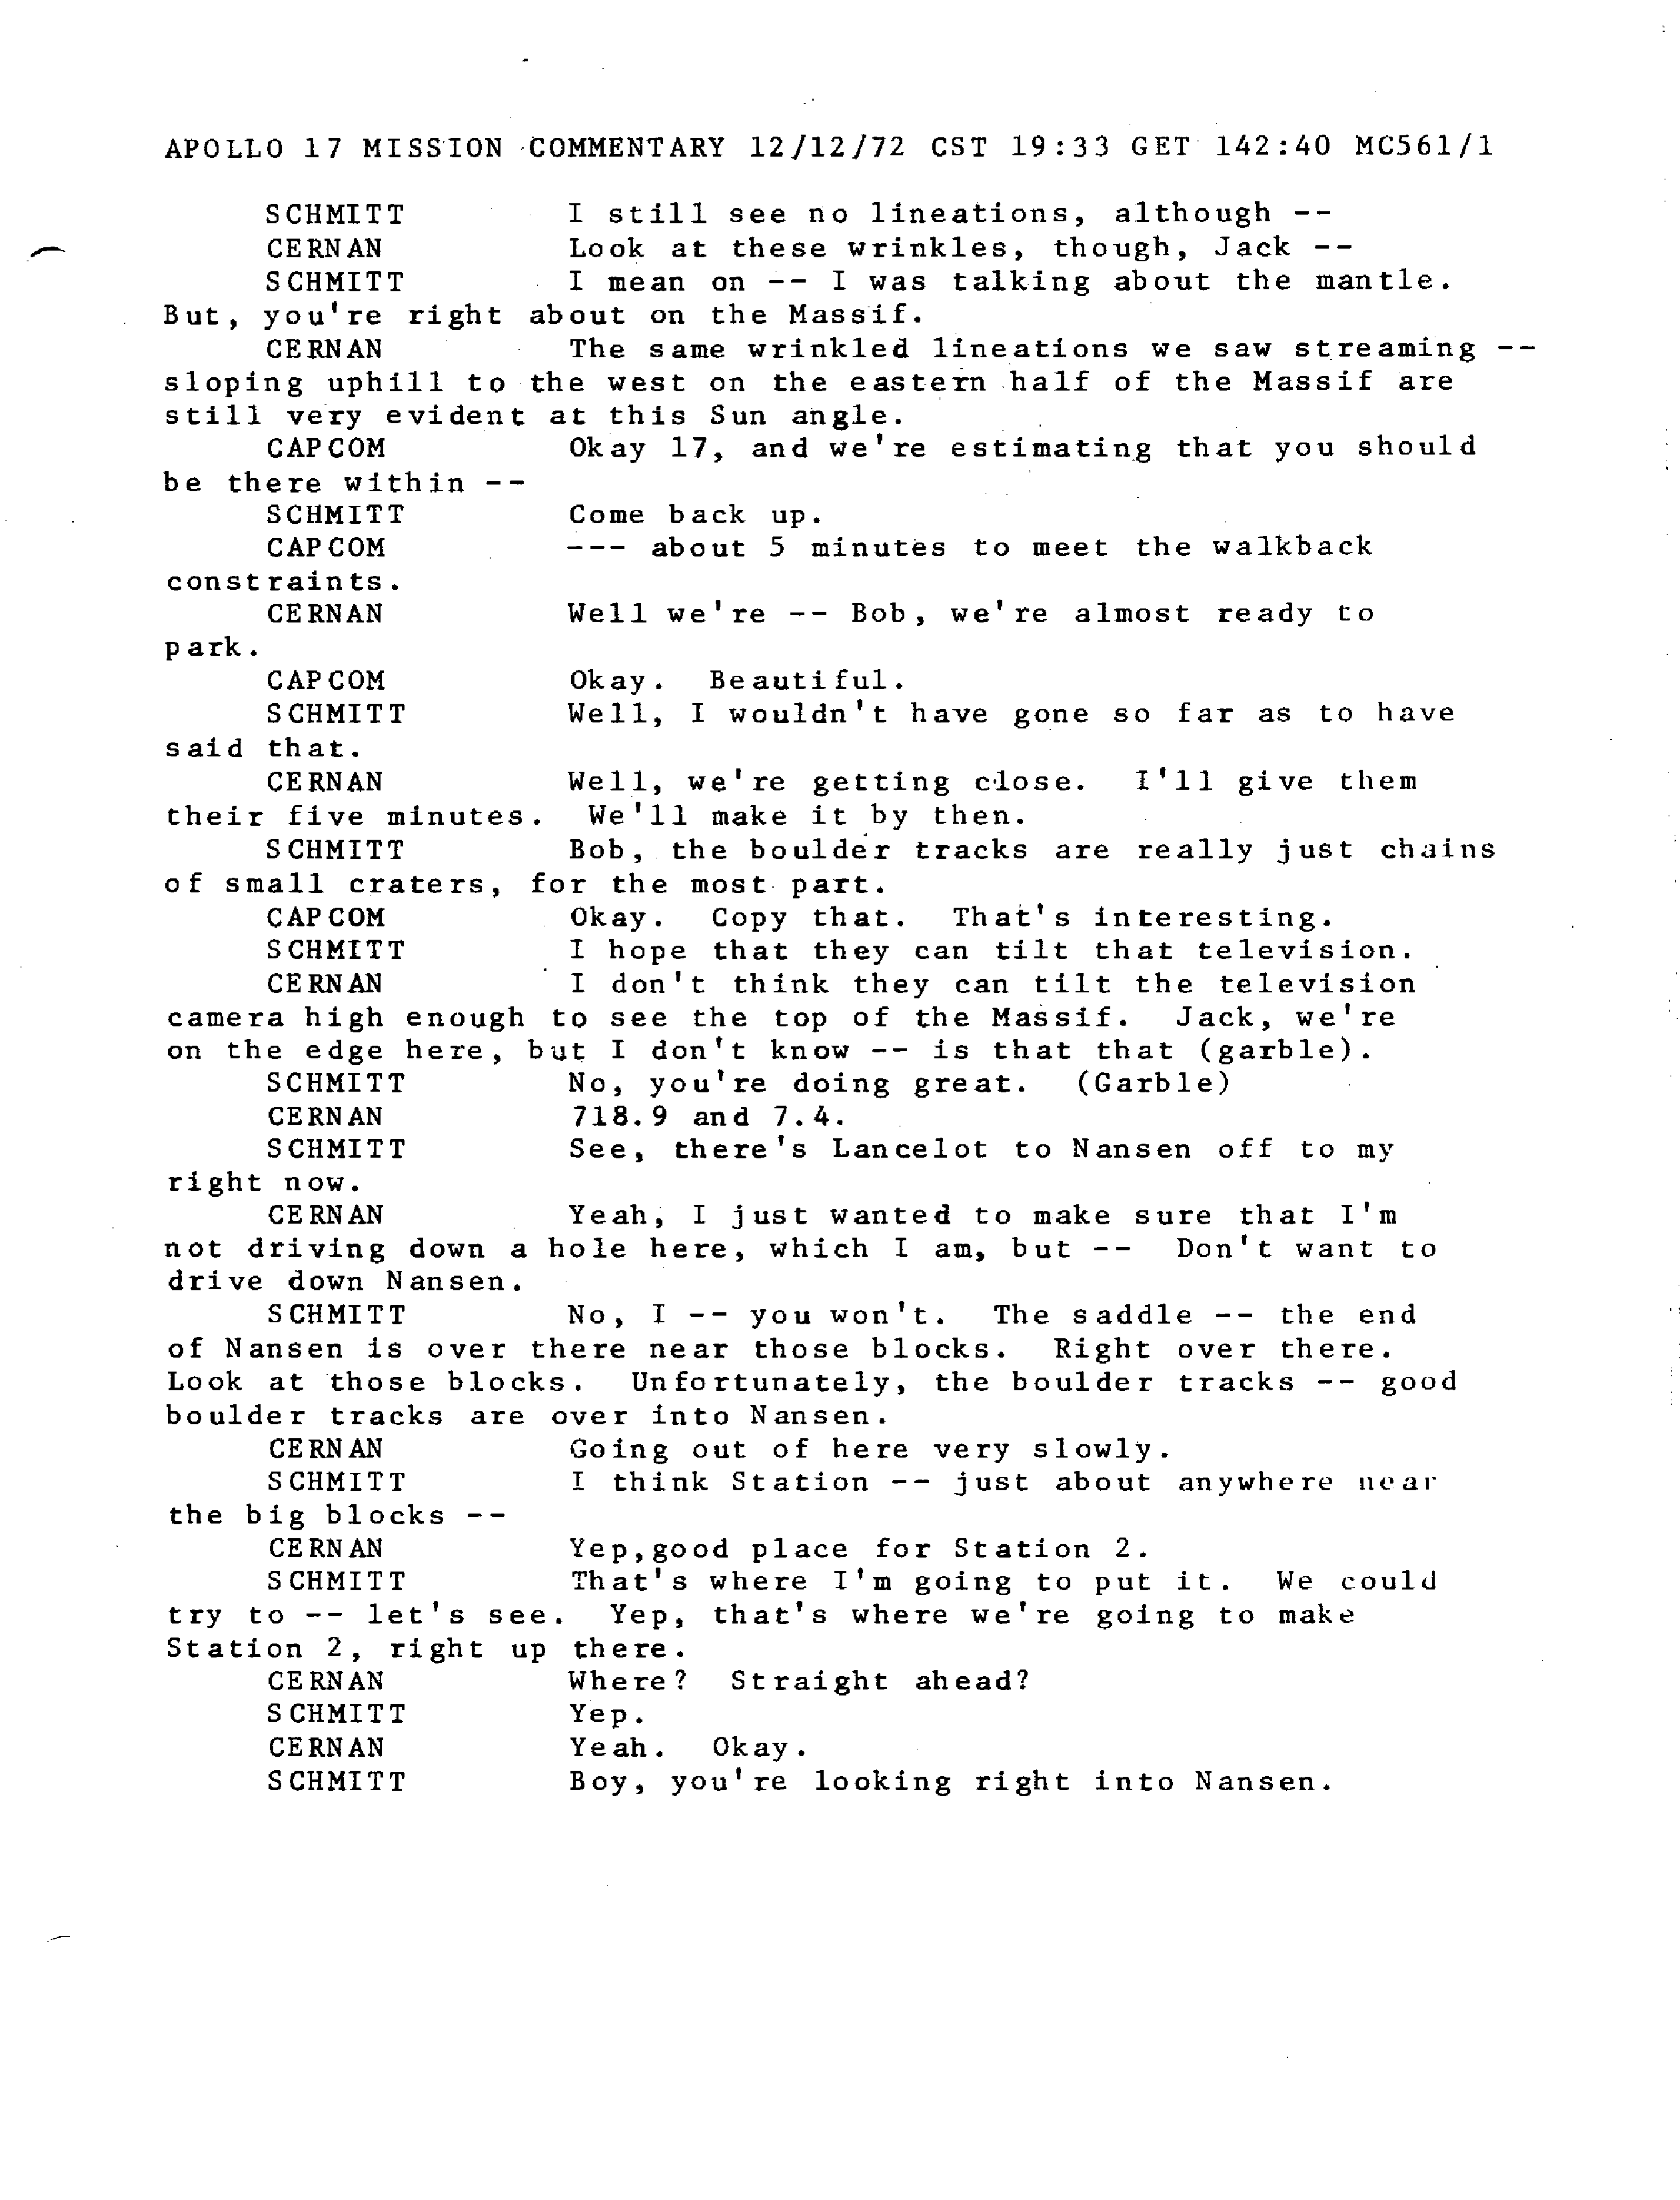 APOLLO 17 MISSION COMMENTARY 12/12/72 CST 19:33 GET 142:40 MC561/1
SCHMITT I still see no lineations, although --
CERNAN Look at these wrinkles, though, Jack --
SCHMITT I mean on -- I was talking about the mantle.
But, you're right about on the Massif.
CERNAN The same wrinkled lineations we saw streaming --
sloping uphill to the west on the eastern half of the Massif are
still very evident at this Sun angle.
CAPCOM Okay 17, and we're estimating that you should
be there within --
SCHMITT Come back up.
CAPCOM --- about 5 minutes to meet the walkback
constraints.
CERNAN Well we're -- Bob, we're almost ready to
park.
CAPCOM Okay. Beautiful.
SCHMITT Well, I wouldn't have gone so far as to have
said that.
CERNAN Well, we're getting close. I'll give them
their five minutes. We'll make it by then.
SCHMITT Bob, the boulder tracks are really just chains
of small craters, for the most part.
CAPCOM Okay. Copy that. That's interesting.
SCHMITT I hope that they can tilt that television.
CERNAN I don't think they can tilt the television
camera high enough to see the top of the Massif. Jack, we're
on the edge here, but I don't know -- is that that (garble).
SCHMITT No, you're doing great. (Garble)
CERNAN 718.9 and 7.4.
SCHMITT See, there's Lancelot to Nansen off to my
right now.
CERNAN Yeah, I just wanted to make sure that I'm
not driving down a hole here, which I am, but -- Don't want to
drive down Nansen.
SCHMITT No, I -- you won't. The saddle -- the end
of Nansen is over there near those blocks. Right over there.
Look at those blocks. Unfortunately, the boulder tracks -- good
boulder tracks are over into Nansen.
CERNAN Going out of here very slowly.
SCHMITT I think Station -- just about anywhere near
the big blocks --
CERNAN Yep,good place for Station 2.
SCHMITT That's where I'm going to put it. We could
try to -- let's see. Yep, that's where we're going to make
Station 2, right up there.
CERNAN Where? Straight ahead?
SCHMITT Yep.
CERNAN Yeah. Okay.
SCHMITT Boy, you're looking right into Nansen.